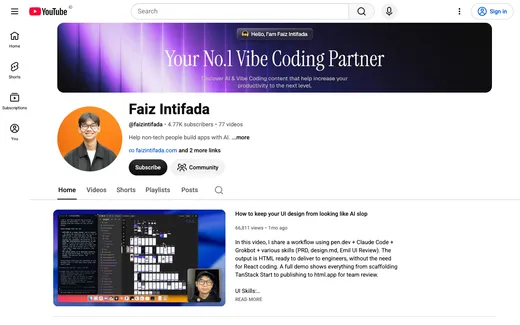 YouTube ID
Search
Sign in
Home
Shorts
Subscriptions
You
Hello, I'am Faiz Intifada
Your No.1 Vibe Coding Partner
Discover AI & Vibe Coding content that help increase your
productivity to the next level.
Faiz Intifada
@faizintifada • 4.77K subscribers • 77 videos
Help non-tech people build apps with AI. ...more
faizintifada.com and 2 more links
Subscribe
Community
Home Videos Shorts Playlists Posts
How to keep your UI design from looking like AI slop
66,811 views • 1mo ago
In this video, I share a workflow using pen.dev + Claude Code +
Grokbot + various skills (PRD, design.md, Emil UI Review). The
output is HTML ready to deliver to engineers, without the need
for React coding. A full demo shows everything from scaffolding
TanStack Start to publishing to html.app for team review
UI Skills:...
READ MORE